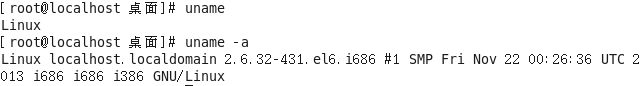 [root@localhost 桌面]# uname
Linux
[root@localhost 桌面]# uname -a
Linux localhost.localdomain 2.6.32-431.el6.i686 #1 SMP Fri Nov 22 00:26:36 UTC 2
013 i686 i686 i386 GNU/Linux